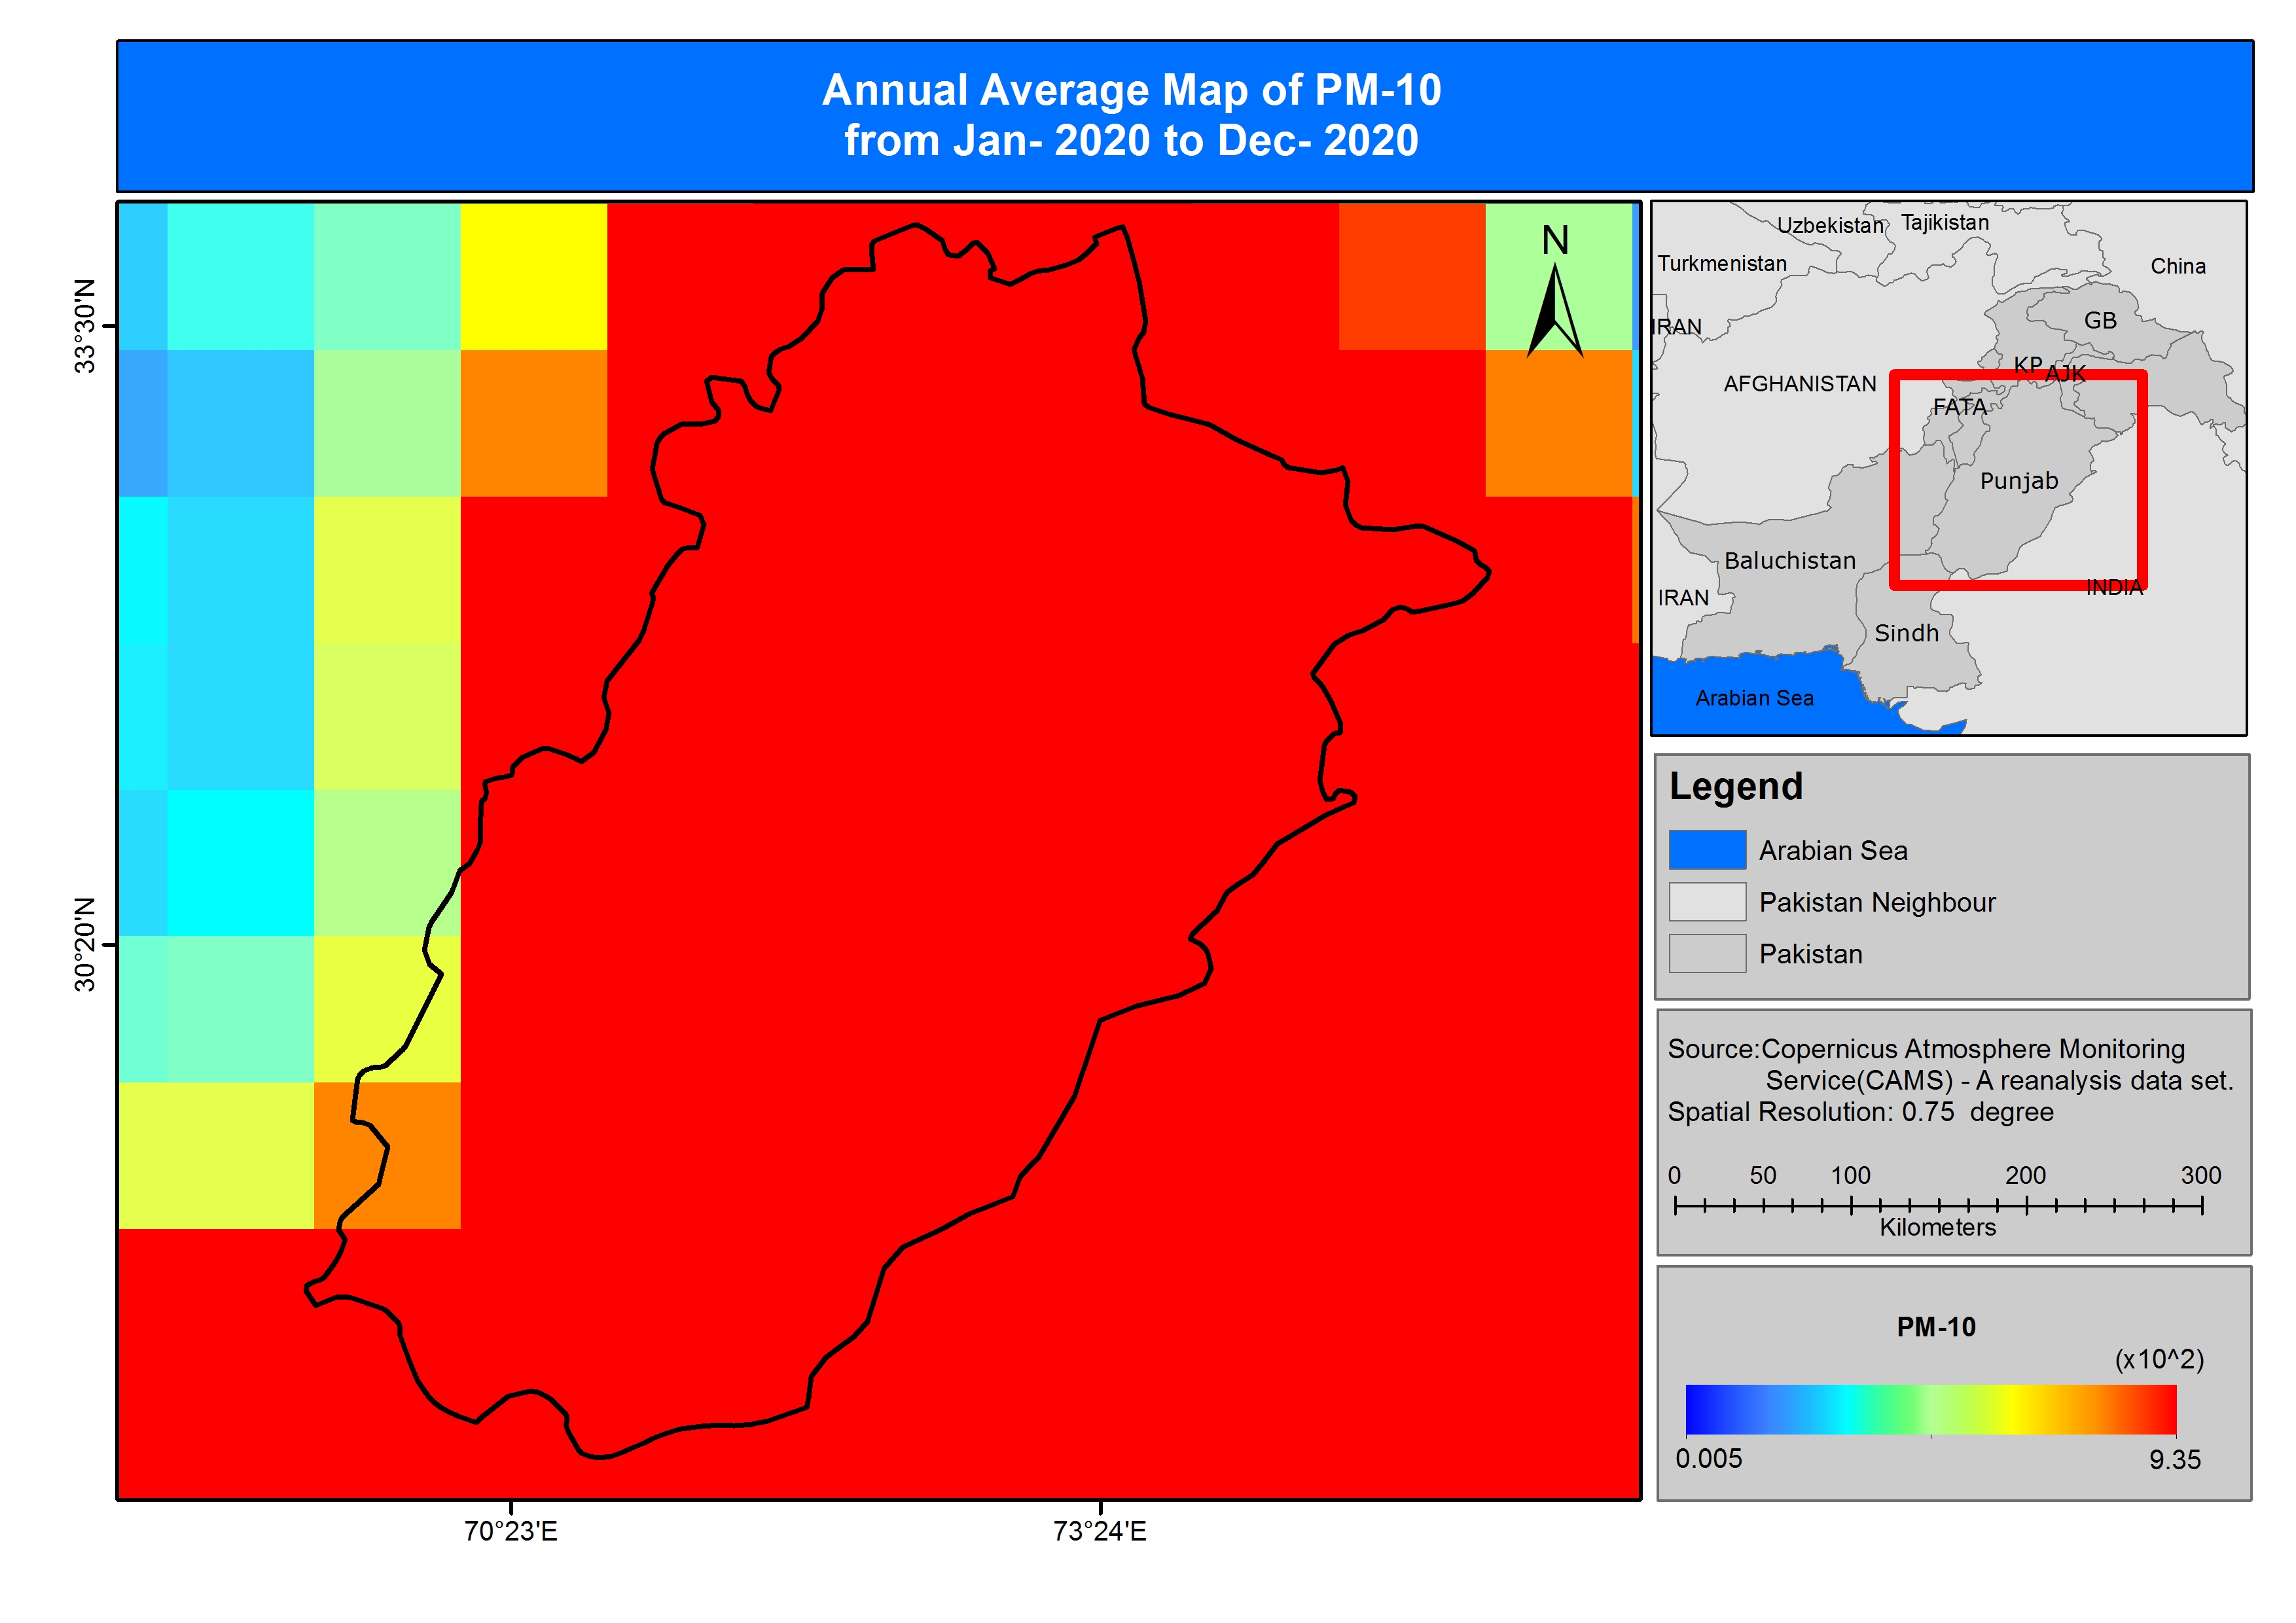 Annual Average Map of PM-10
from Jan- 2020 to Dec- 2020
N
33°30'N
30°20'N
70°23'E
73°24'E
Uzbekistan
Tajikistan
Turkmenistan
China
IRAN
GB
KP
AJK
AFGHANISTAN
FATA
Punjab
Baluchistan
INDIA
IRAN
Sindh
Arabian Sea
Legend
Arabian Sea
Pakistan Neighbour
Pakistan
Source:Copernicus Atmosphere Monitoring
Service(CAMS) - A reanalysis data set.
Spatial Resolution: 0.75 degree
0 50 100 200 300
Kilometers
PM-10
(x10^2)
0.005 9.35